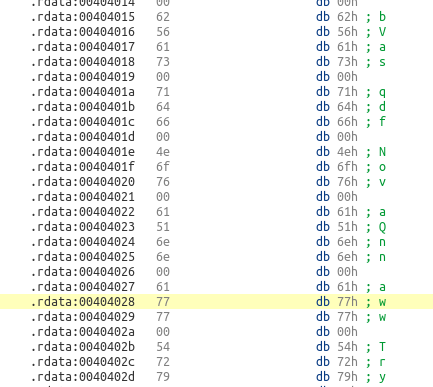 .rdata:00404014 00 db 00h
.rdata:00404015 62 db 62h ; b
.rdata:00404016 56 db 56h ; V
.rdata:00404017 61 db 61h ; a
.rdata:00404018 73 db 73h ; s
.rdata:00404019 00 db 00h
.rdata:0040401a 71 db 71h ; q
.rdata:0040401b 64 db 64h ; d
.rdata:0040401c 66 db 66h ; f
.rdata:0040401d 00 db 00h
.rdata:0040401e 4e db 4eh ; N
.rdata:0040401f 6f db 6fh ; o
.rdata:00404020 76 db 76h ; v
.rdata:00404021 00 db 00h
.rdata:00404022 61 db 61h ; a
.rdata:00404023 51 db 51h ; Q
.rdata:00404024 6e db 6eh ; n
.rdata:00404025 6e db 6eh ; n
.rdata:00404026 00 db 00h
.rdata:00404027 61 db 61h ; a
.rdata:00404028 77 db 77h ; w
.rdata:00404029 77 db 77h ; w
.rdata:0040402a 00 db 00h
.rdata:0040402b 54 db 54h ; T
.rdata:0040402c 72 db 72h ; r
.rdata:0040402d 79 db 79h ; y